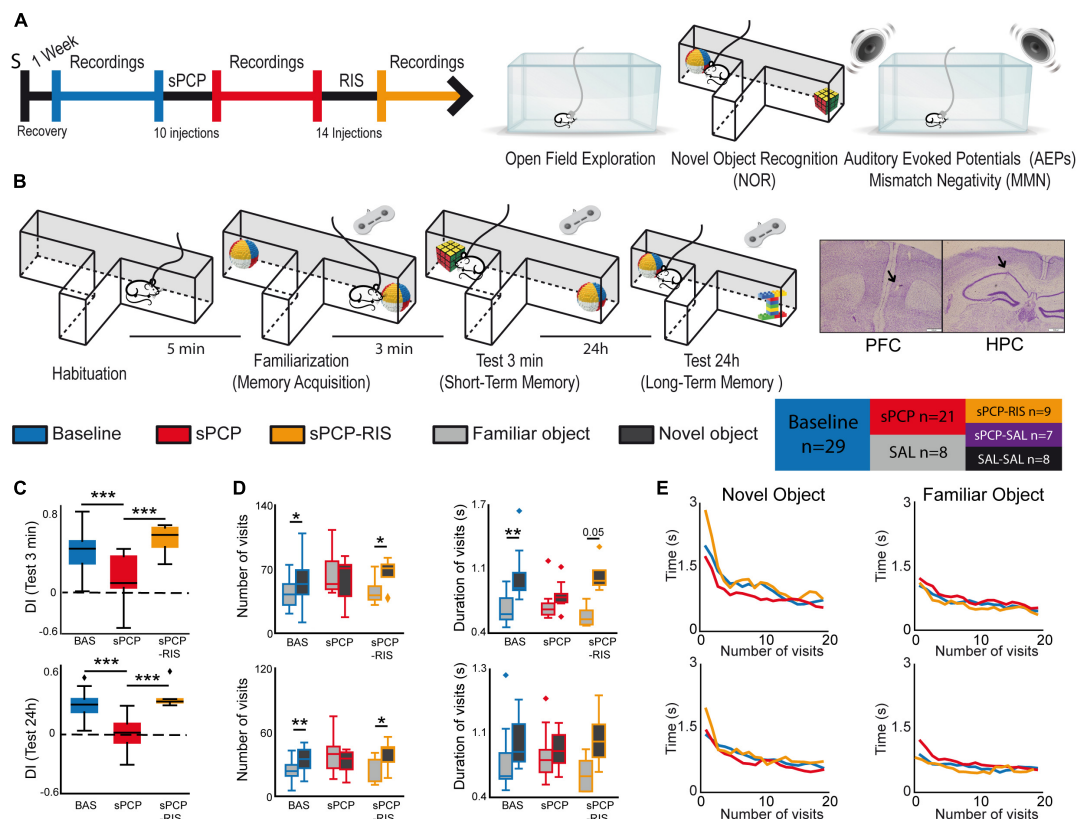 A
S
1 Week
Recordings
sPCP
Recordings
RIS
Recordings
Recovery
10 injections
14 Injections
Open Field Exploration
Novel Object Recognition
(NOR)
Auditory Evoked Potentials (AEPs)
Mismatch Negativity (MMN)
B
5 min
3 min
24h
Habituation
Familiarization
(Memory Acquisition)
Test 3 min
(Short-Term Memory)
Test 24h
(Long-Term Memory )
PFC
HPC
Baseline
sPCP
sPCP-RIS
Familiar object
Novel object
Baseline
n=29
sPCP n=21
SAL n=8
sPCP-RIS n=9
sPCP-SAL n=7
SAL-SAL n=8
C
DI (Test 3 min)
0.6
0
-0.6
***
***
BAS
sPCP
sPCP
-RIS
DI (Test 24h)
0.6
0
-0.6
***
***
BAS
sPCP
sPCP
-RIS
D
Number of visits
140
70
0
*
*
BAS
sPCP
sPCP
-RIS
Duration of visits (s)
1.7
1.1
0.4
**
0.05
BAS
sPCP
sPCP
-RIS
Number of visits
120
60
0
**
*
BAS
sPCP
sPCP
-RIS
Duration of visits (s)
1.3
1.1
0.4
BAS
sPCP
sPCP
-RIS
E
Novel Object
Time (s)
3
1.5
0
0
10
20
Number of visits
Familiar Object
Time (s)
3
1.5
0
0
10
20
Number of visits
Time (s)
3
1.5
0
0
10
20
Number of visits
Time (s)
3
1.5
0
0
10
20
Number of visits